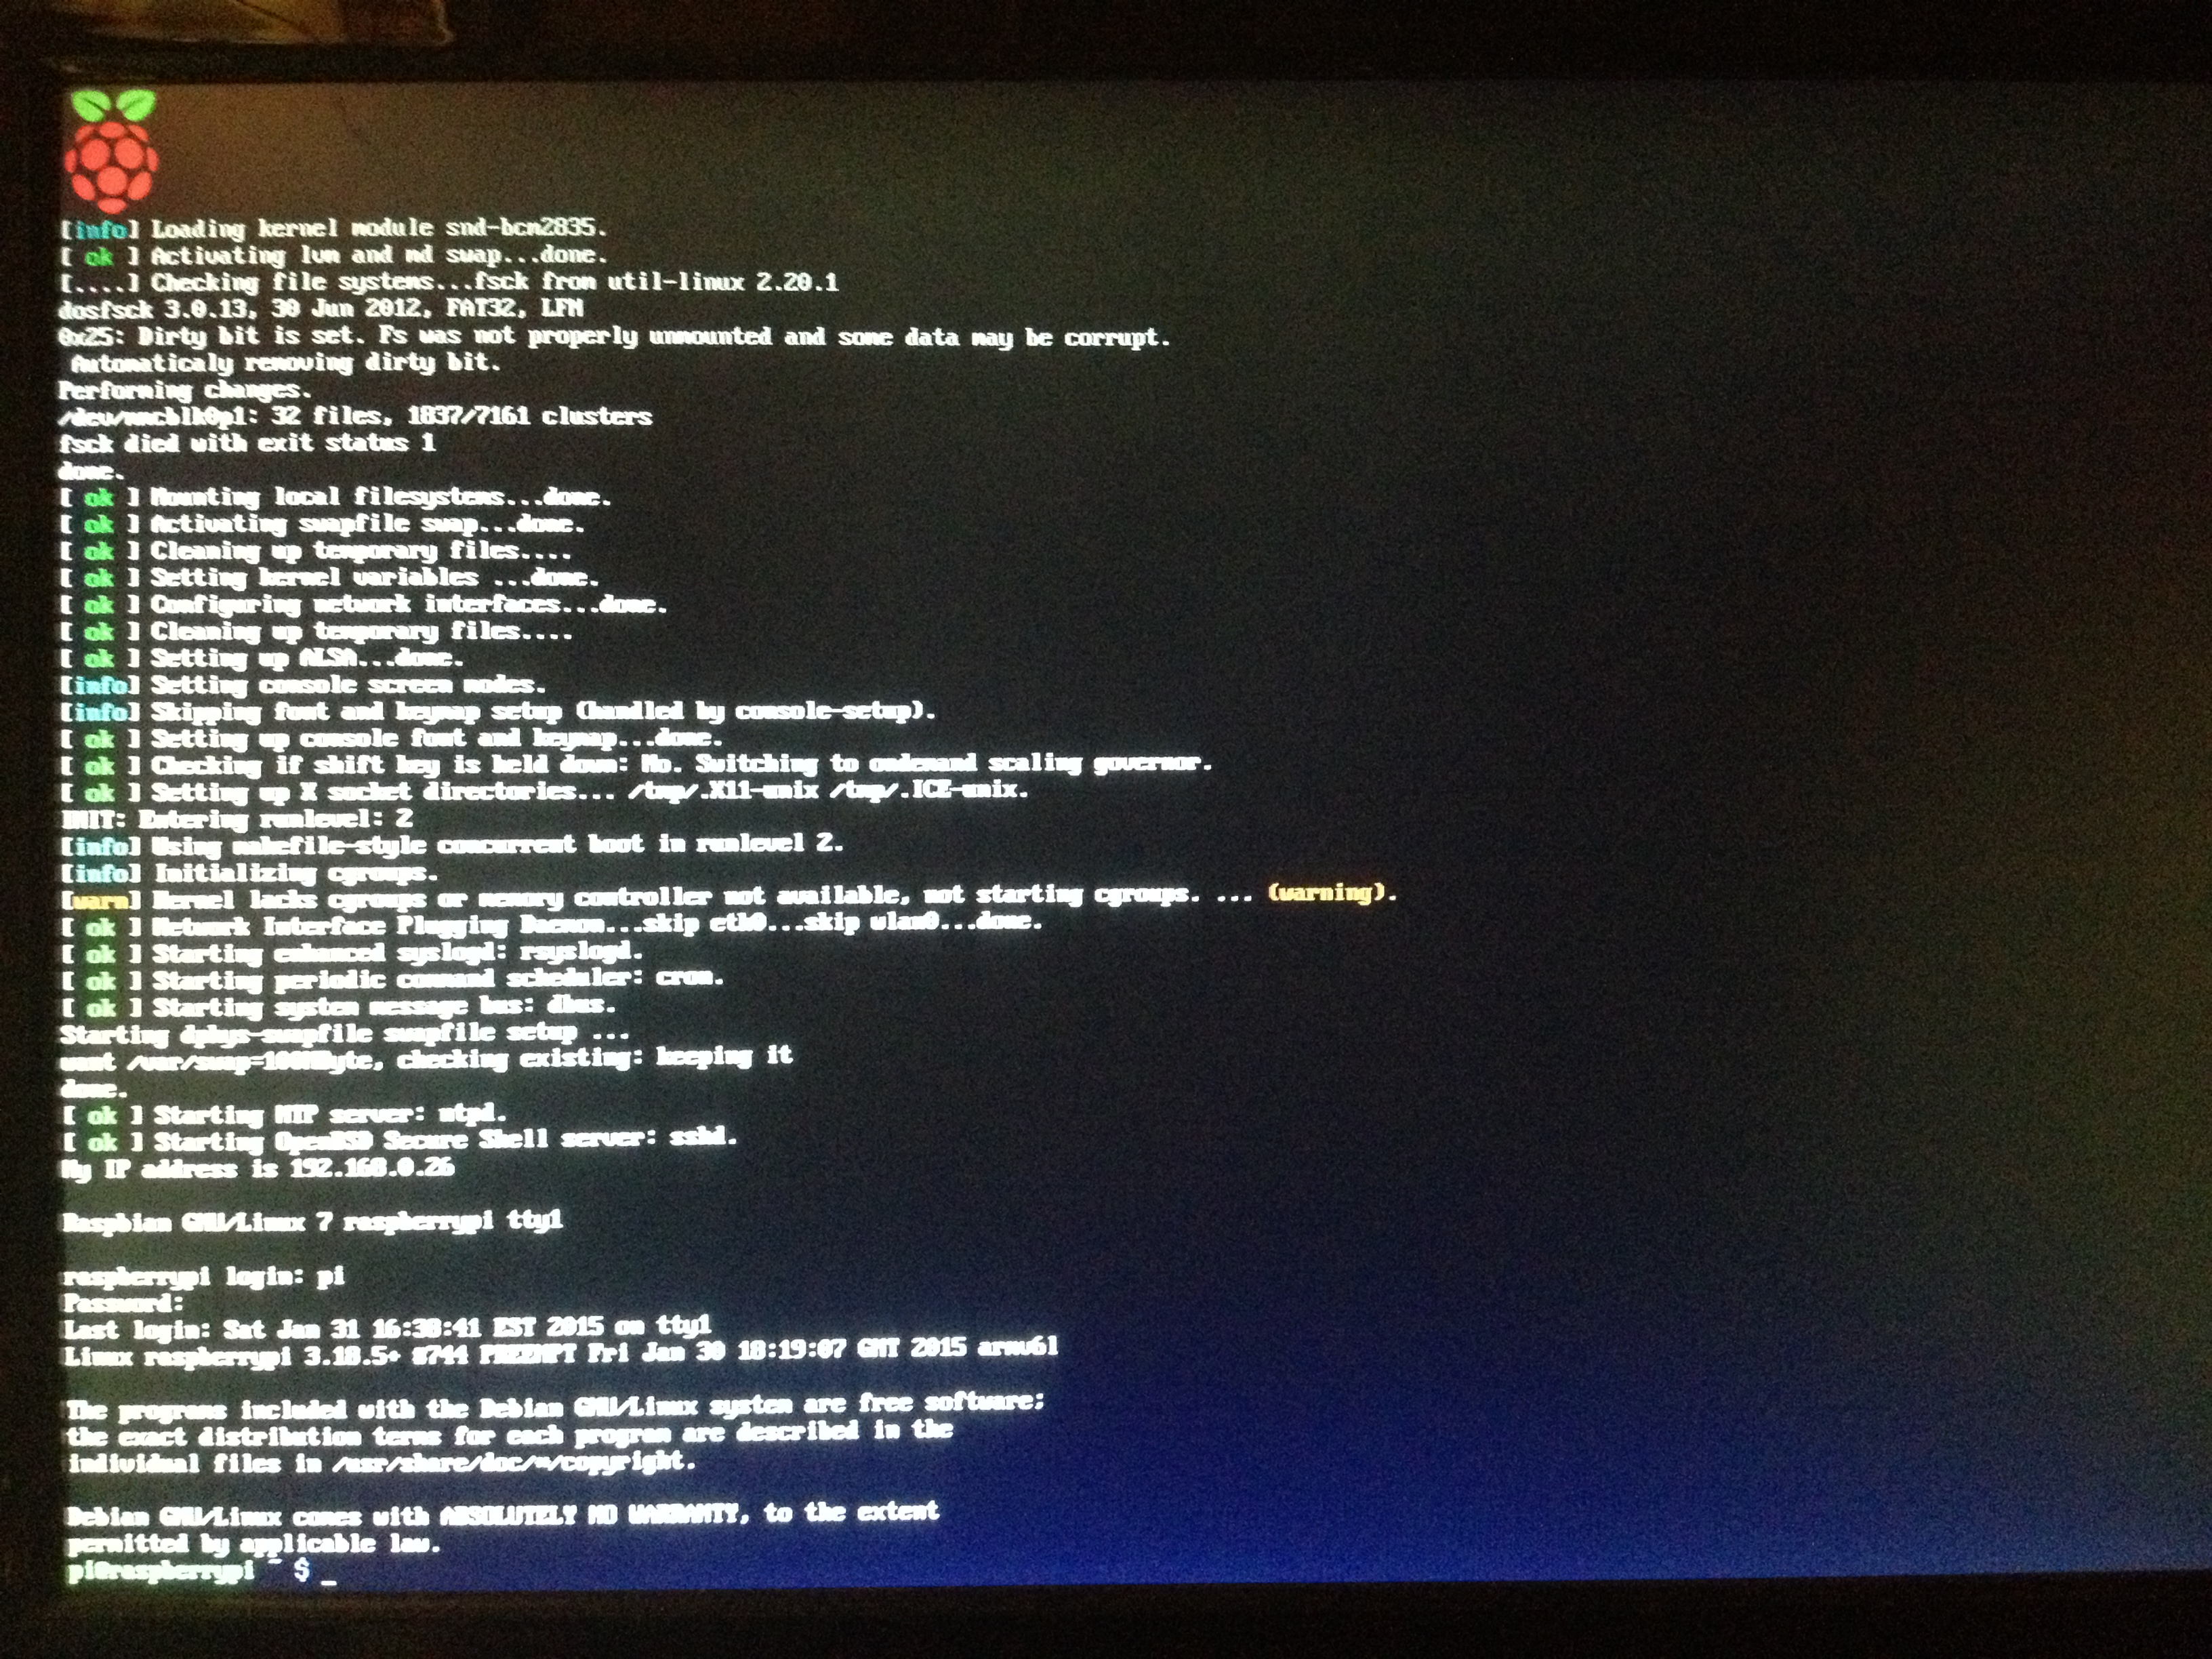 [info] Loading kernel module snd-bcm2835.
[ ok ] Activating lvm and md swap...done.
[....] Checking file systems...fsck from util-linux 2.20.1
dosfsck 3.0.13, 30 Jun 2012, FAT32, LFN
0x25: Dirty bit is set. Fs was not properly unmounted and some data may be corrupt.
 Automaticaly removing dirty bit.
Performing changes.
/dev/mmcblk0p1: 32 files, 1837/7161 clusters
fsck died with exit status 1
done.
[ ok ] Mounting local filesystems...done.
[ ok ] Activating swapfile swap...done.
[ ok ] Cleaning up temporary files....
[ ok ] Setting kernel variables ...done.
[ ok ] Configuring network interfaces...done.
[ ok ] Cleaning up temporary files....
[ ok ] Setting up ALSA...done.
[info] Setting console screen modes.
[info] Skipping font and keymap setup (handled by console-setup).
[ ok ] Setting up console font and keymap...done.
[ ok ] Checking if shift key is held down: No. Switching to ondemand scaling governor.
[ ok ] Setting up X socket directories... /tmp/.X11-unix /tmp/.ICE-unix.
INIT: Entering runlevel: 2
[info] Using makefile-style concurrent boot in runlevel 2.
[info] Initializing cgroups.
[warn] Kernel lacks cgroups or memory controller not available, not starting cgroups. ... (warning).
[ ok ] Network Interface Plugging Daemon...skip eth0...skip wlan0...done.
[ ok ] Starting enhanced syslogd: rsyslogd.
[ ok ] Starting periodic command scheduler: cron.
[ ok ] Starting system message bus: dbus.
Starting dphys-swapfile swapfile setup ...
want /var/swap=100MByte, checking existing: keeping it
done.
[ ok ] Starting NTP server: ntpd.
[ ok ] Starting OpenBSD Secure Shell server: sshd.
My IP address is 192.168.0.26
Raspbian GNU/Linux 7 raspberrypi tty1
raspberrypi login: pi
Password:
Last login: Sat Jan 31 16:38:41 EST 2015 on tty1
Linux raspberrypi 3.18.5+ #744 PREEMPT Fri Jan 30 18:19:07 GMT 2015 armv6l
The programs included with the Debian GNU/Linux system are free software;
the exact distribution terms for each program are described in the
individual files in /usr/share/doc/*/copyright.
Debian GNU/Linux comes with ABSOLUTELY NO WARRANTY, to the extent
permitted by applicable law.
pi@raspberrypi ~ $ _